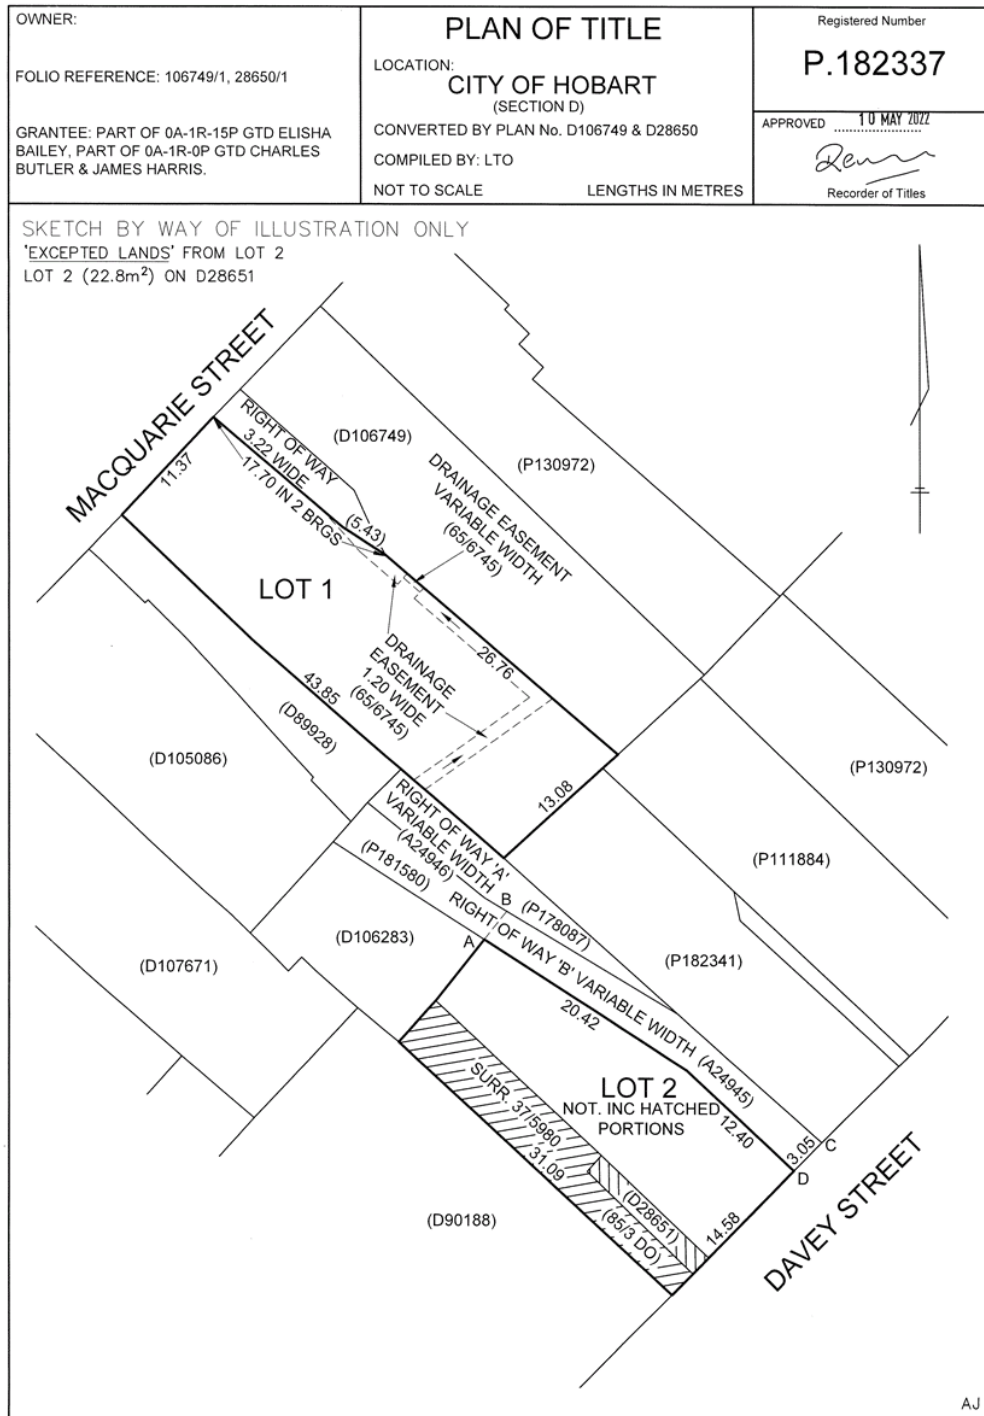 OWNER:
FOLIO REFERENCE: 106749/1, 28650/1
GRANTEE: PART OF 0A-1R-15P GTD ELISHA
BAILEY, PART OF 0A-1R-0P GTD CHARLES
BUTLER & JAMES HARRIS.
PLAN OF TITLE
LOCATION:
CITY OF HOBART
(SECTION D)
CONVERTED BY PLAN No. D106749 & D28650
COMPILED BY: LTO
NOT TO SCALE LENGTHS IN METRES
Registered Number
P.182337
APPROVED 10 MAY 2022
Recorder of Titles
SKETCH BY WAY OF ILLUSTRATION ONLY
'EXCEPTED LANDS' FROM LOT 2
LOT 2 (22.8m²) ON D28651
MACQUARIE STREET
11.37
RIGHT OF WAY
3.22 WIDE
17.70 IN 2 BRGS
(5.43)
(D106749)
(P130972)
DRAINAGE EASEMENT
VARIABLE WIDTH
(65/6745)
LOT 1
26.76
DRAINAGE
EASEMENT
1.20 WIDE
(65/6745)
43.85
(D89928)
(D105086)
13.08
(P130972)
RIGHT OF WAY 'A'
VARIABLE WIDTH
(A24946)
(P181580)
(P111884)
B
(P178087)
RIGHT OF WAY 'B' VARIABLE WIDTH (A24945)
A
(D106283)
(D107671)
(P182341)
20.42
LOT 2
NOT. INC HATCHED
PORTIONS
12.40
SURR. 37/5980
31.09
(D28651)
(85/3 DO)
3.05
C
D
14.58
(D90188)
DAVEY STREET
AJ